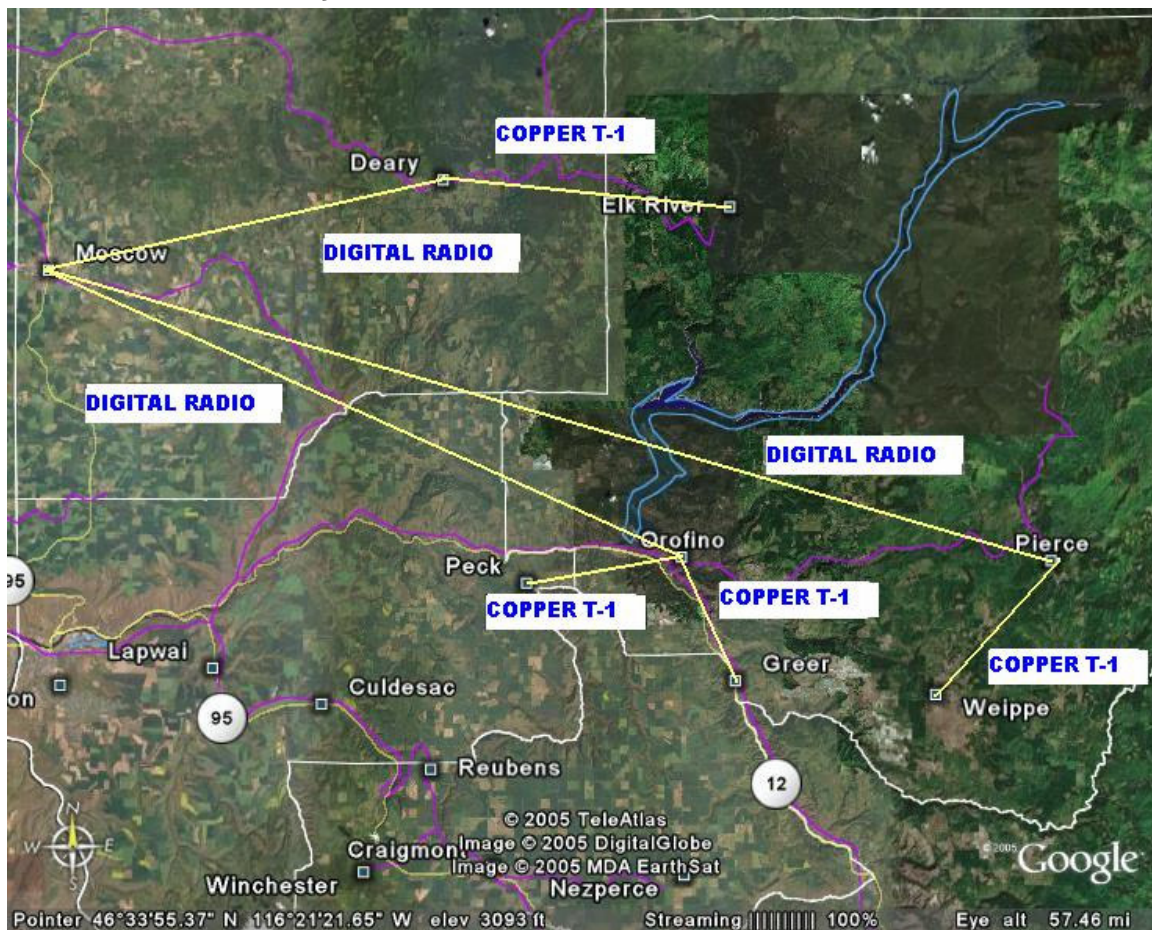 COPPER T-1
Deary
Elk River
Moscow
DIGITAL RADIO
DIGITAL RADIO
DIGITAL RADIO
Orofino
Pierce
Peck
95
COPPER T-1
COPPER T-1
Lapwai
Greer
COPPER T-1
on
Culdesac
Weippe
95
Reubens
12
© 2005 TeleAtlas
Image © 2005 DigitalGlobe
Image © 2005 MDA EarthSat
Craigmont
Winchester
Nezperce
N
W E
S
© 2005 Google
Pointer 46°33'55.37" N 116°21'21.65" W elev 3093 ft Streaming |||||||||| 100% Eye alt 57.46 mi